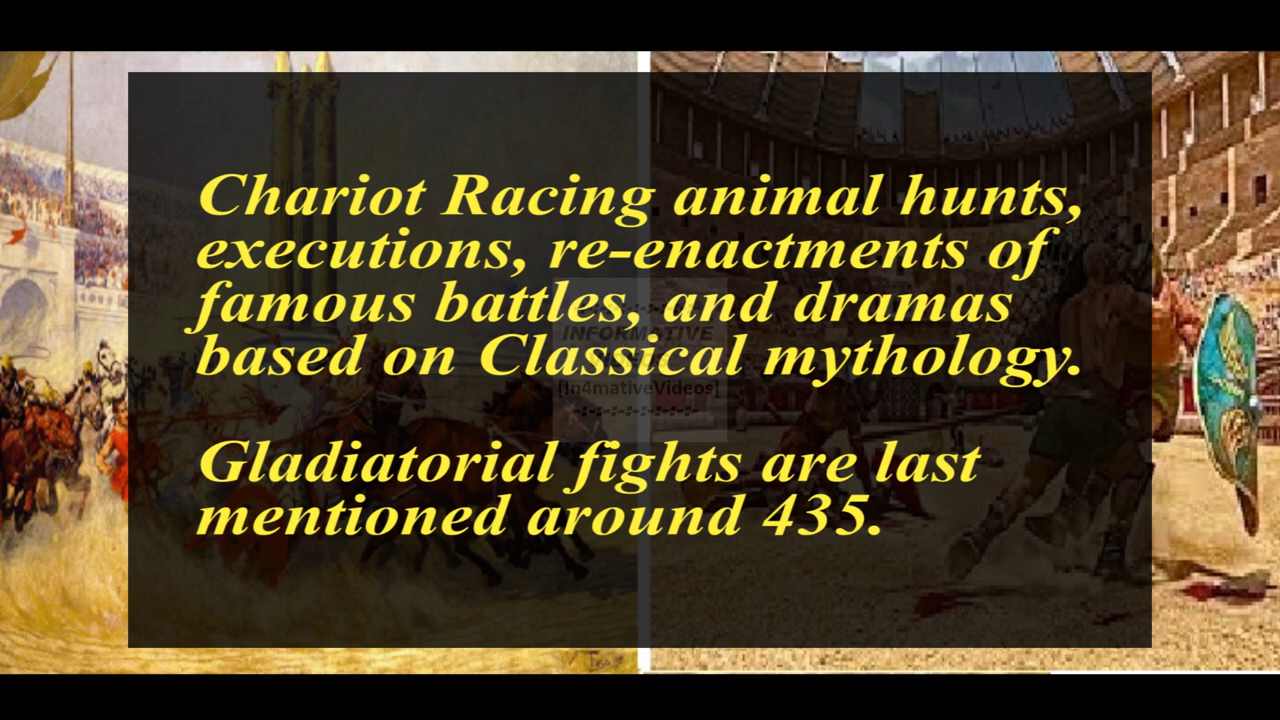 Chariot Racing animal hunts,
executions, re-enactments of
famous battles, and dramas
based on Classical mythology.
INFORMATIVE
[In4mativeVideos]
Gladiatorial fights are last
mentioned around 435.